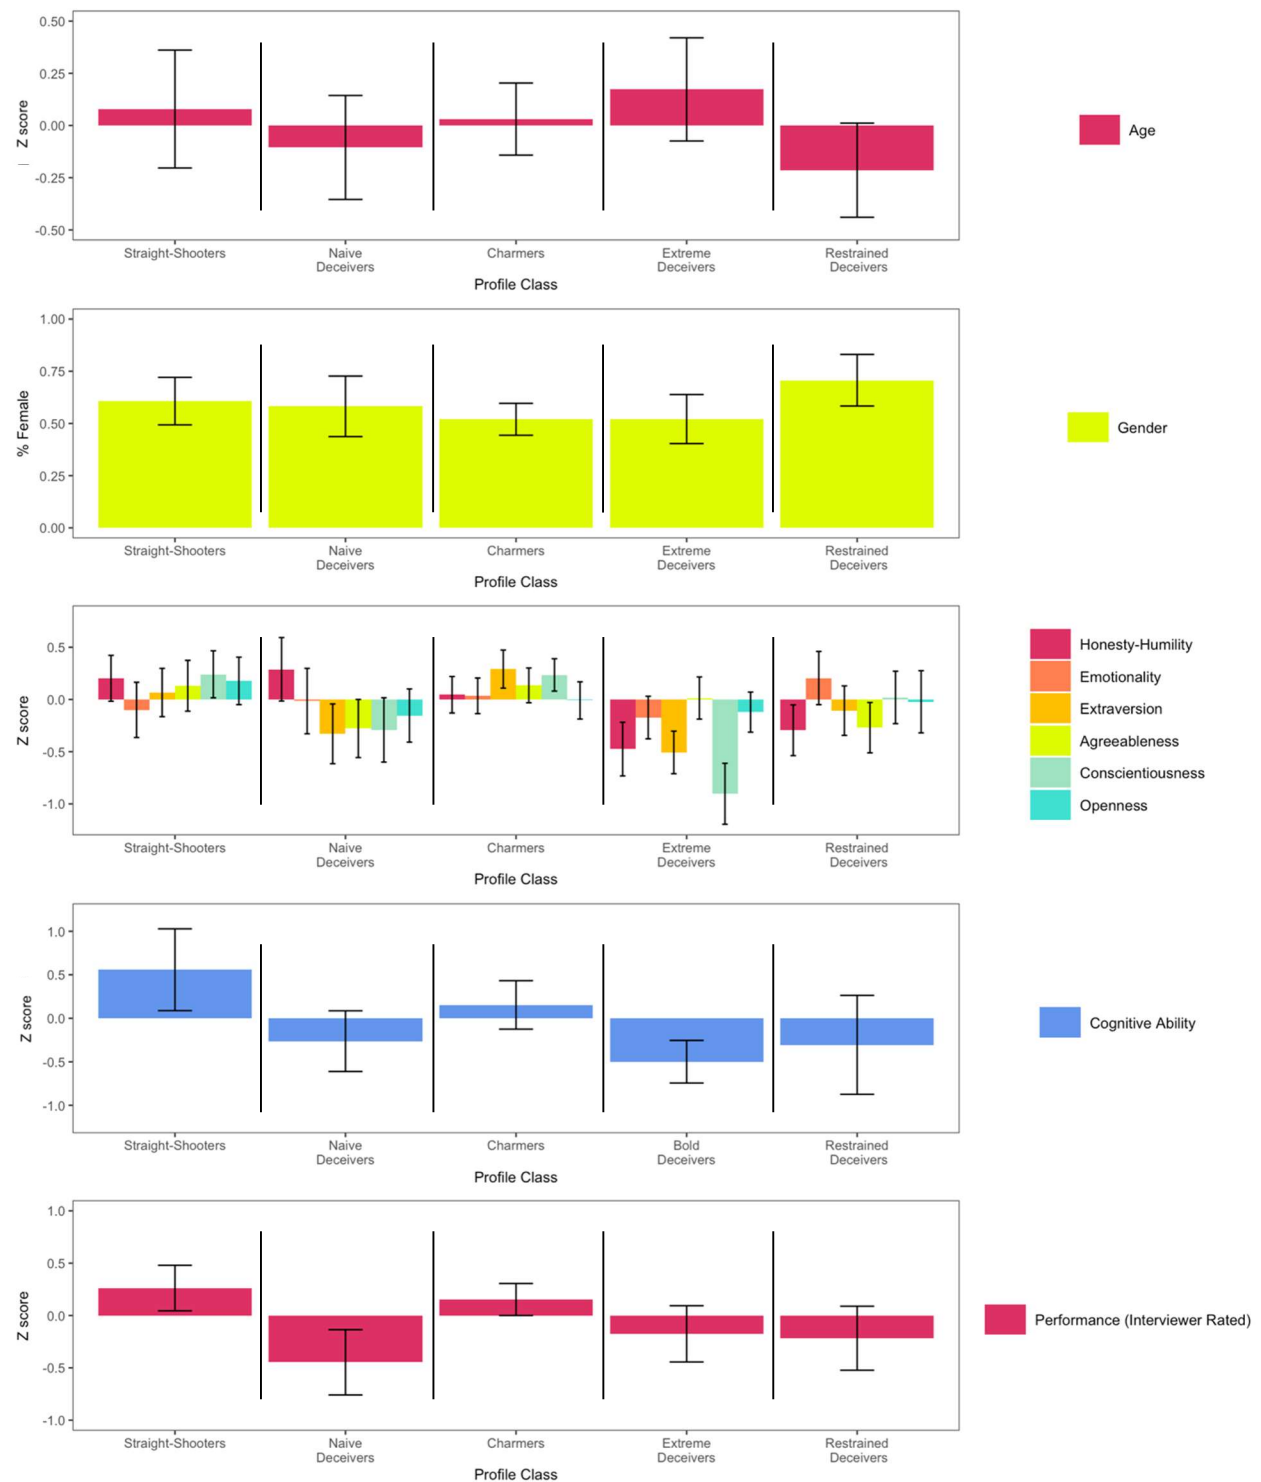 0.50
0.25
0.00
-0.25
-0.50
Z score
Straight-Shooters
Naive
Deceivers
Charmers
Extreme
Deceivers
Restrained
Deceivers
Profile Class
Age
1.00
0.75
0.50
0.25
0.00
% Female
Straight-Shooters
Naive
Deceivers
Charmers
Extreme
Deceivers
Restrained
Deceivers
Profile Class
Gender
0.5
0.0
-0.5
-1.0
Z score
Straight-Shooters
Naive
Deceivers
Charmers
Extreme
Deceivers
Restrained
Deceivers
Profile Class
Honesty-Humility
Emotionality
Extraversion
Agreeableness
Conscientiousness
Openness
1.0
0.5
0.0
-0.5
-1.0
Z score
Straight-Shooters
Naive
Deceivers
Charmers
Bold
Deceivers
Restrained
Deceivers
Profile Class
Cognitive Ability
1.0
0.5
0.0
-0.5
-1.0
Z score
Straight-Shooters
Naive
Deceivers
Charmers
Extreme
Deceivers
Restrained
Deceivers
Profile Class
Performance (Interviewer Rated)